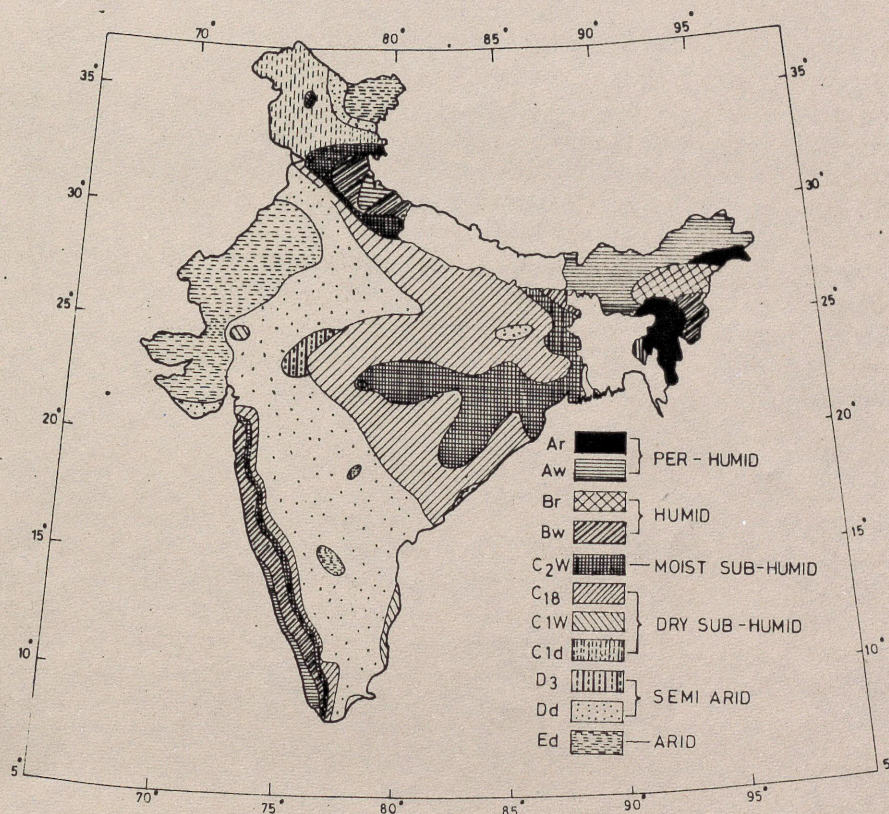 70° 80° 85° 90° 95°
35° 35°
30° 30°
25° 25°
20° 20°
Ar
Aw
PER-HUMID
Br
Bw
HUMID
C2W — MOIST SUB-HUMID
C18
C1W
C1d
DRY SUB-HUMID
D3
Dd
SEMI ARID
Ed — ARID
15° 15°
10° 10°
5° 5
70° 75° 80° 85° 90° 95°